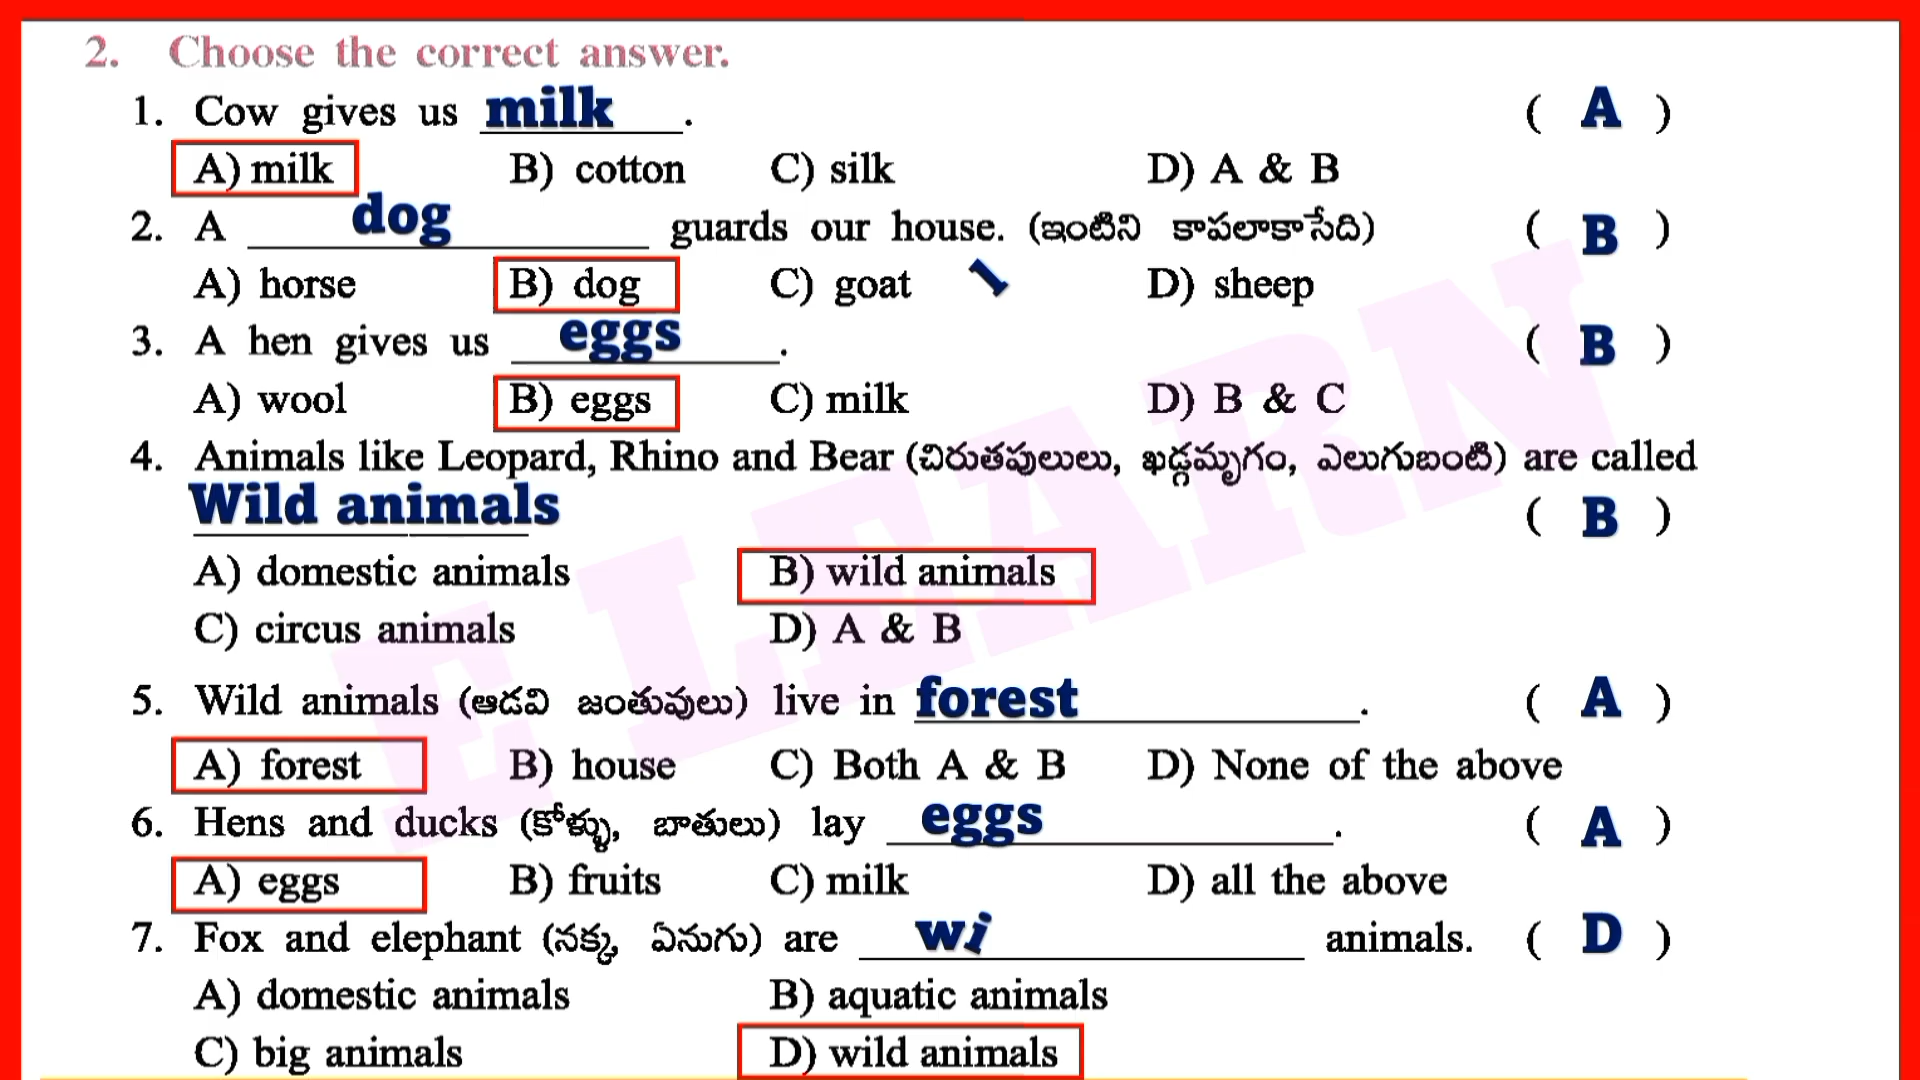 2. Choose the correct answer.
1. Cow gives us milk. ( A )
A) milk B) cotton C) silk D) A & B
2. A dog guards our house. (ఇంటిని కాపలాకాసేది) ( B )
A) horse B) dog C) goat l D) sheep
3. A hen gives us eggs. ( B )
A) wool B) eggs C) milk D) B & C
4. Animals like Leopard, Rhino and Bear (చిరుతపులులు, ఖడ్గమృగం, ఎలుగుబంటి) are called
Wild animals ( B )
A) domestic animals B) wild animals
C) circus animals D) A & B
5. Wild animals (ఆడవి జంతువులు) live in forest. ( A )
A) forest B) house C) Both A & B D) None of the above
6. Hens and ducks (కోళ్ళు, బాతులు) lay eggs. ( A )
A) eggs B) fruits C) milk D) all the above
7. Fox and elephant (నక్క, ఏనుగు) are wi animals. ( D )
A) domestic animals B) aquatic animals
C) big animals D) wild animals
E LEARN